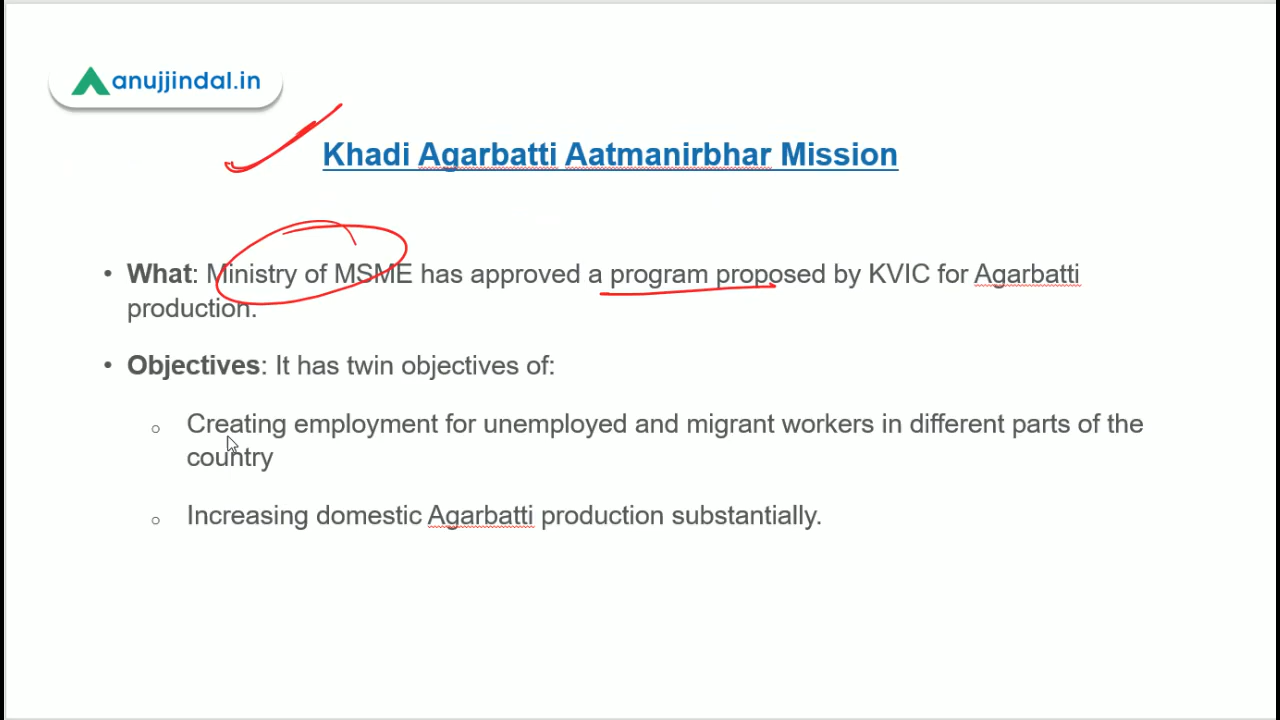 anujjindal.in
Khadi Agarbatti Aatmanirbhar Mission
• What: Ministry of MSME has approved a program proposed by KVIC for Agarbatti
production.
• Objectives: It has twin objectives of:
o Creating employment for unemployed and migrant workers in different parts of the
country
o Increasing domestic Agarbatti production substantially.